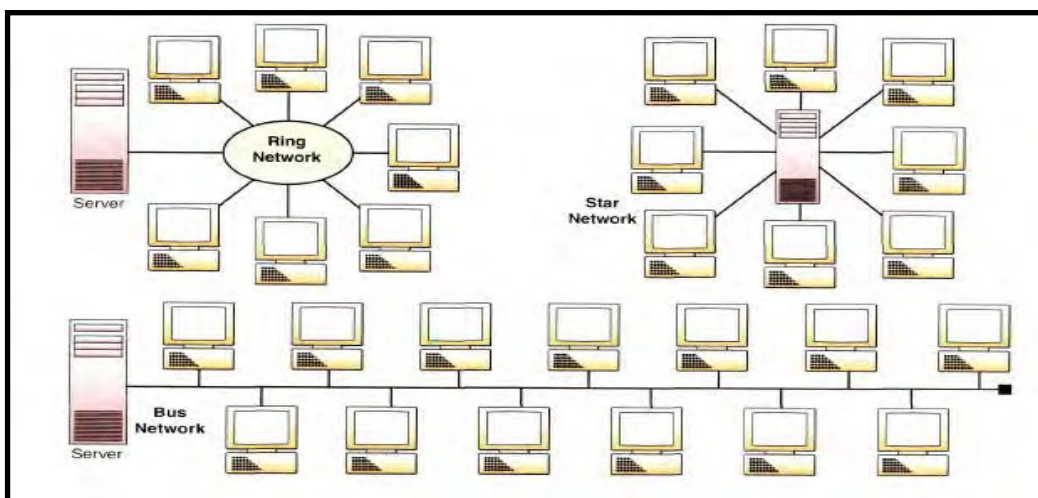 Ring
Network
Server
Star
Network
Bus
Network
Server